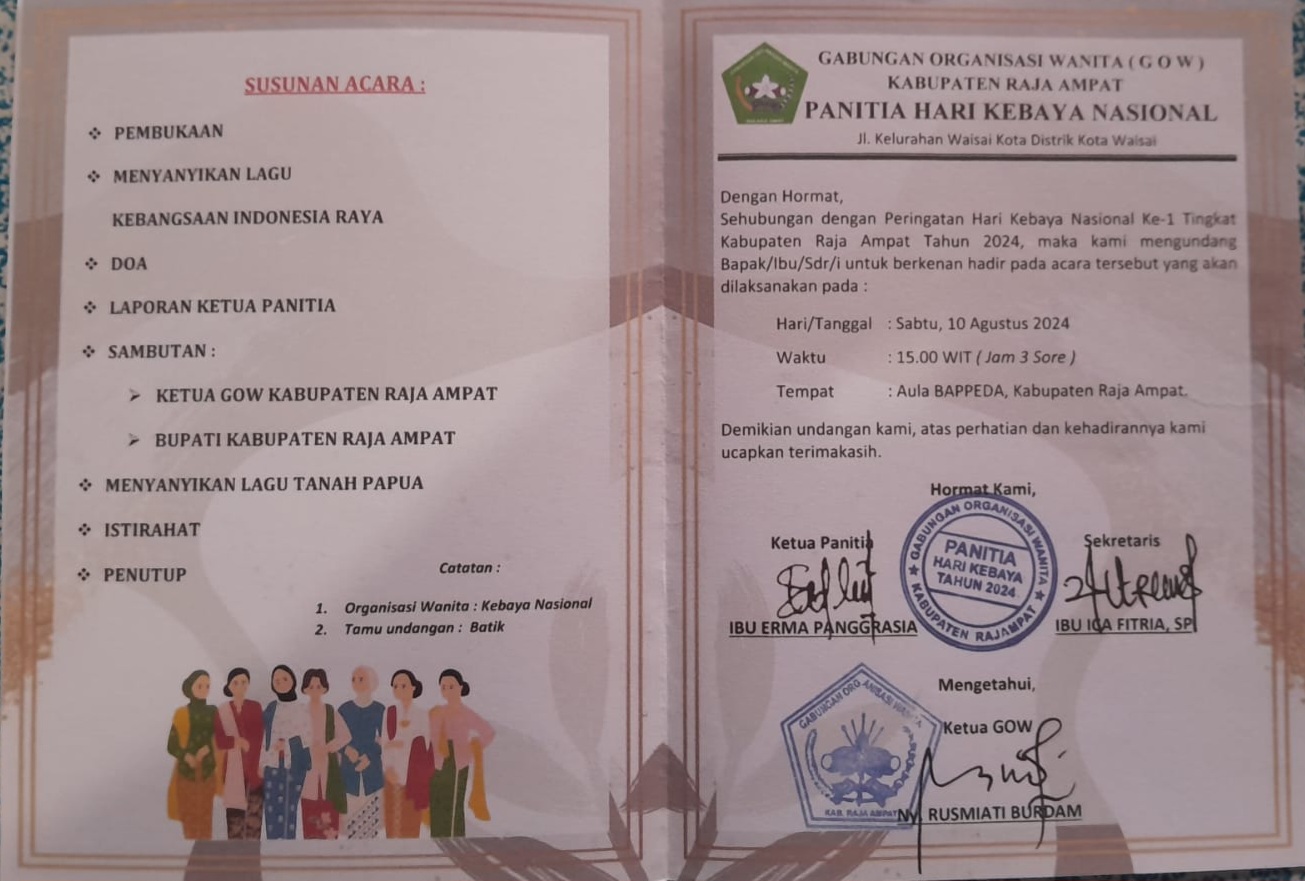 SUSUNAN ACARA :
❖ PEMBUKAAN
❖ MENYANYIKAN LAGU
KEBANGSAAN INDONESIA RAYA
❖ DOA
❖ LAPORAN KETUA PANITIA
❖ SAMBUTAN :
➢ KETUA GOW KABUPATEN RAJA AMPAT
➢ BUPATI KABUPATEN RAJA AMPAT
❖ MENYANYIKAN LAGU TANAH PAPUA
❖ ISTIRAHAT
❖ PENUTUP
Catatan :
1. Organisasi Wanita : Kebaya Nasional
2. Tamu undangan : Batik
GABUNGAN ORGANISASI WANITA ( G O W )
KABUPATEN RAJA AMPAT
PANITIA HARI KEBAYA NASIONAL
Jl. Kelurahan Waisai Kota Distrik Kota Waisai
Dengan Hormat,
Sehubungan dengan Peringatan Hari Kebaya Nasional Ke-1 Tingkat
Kabupaten Raja Ampat Tahun 2024, maka kami mengundang
Bapak/Ibu/Sdr/i untuk berkenan hadir pada acara tersebut yang akan
dilaksanakan pada :
Hari/Tanggal : Sabtu, 10 Agustus 2024
Waktu : 15.00 WIT ( Jam 3 Sore )
Tempat : Aula BAPPEDA, Kabupaten Raja Ampat.
Demikian undangan kami, atas perhatian dan kehadirannya kami
ucapkan terimakasih.
Hormat Kami,
Ketua Panitia
Sekretaris
GABUNGAN ORGANISASI WANITA
PANITIA
HARI KEBAYA
TAHUN 2024
KABUPATEN RAJAMPAT
IBU ERMA PANGGRASIA
IBU ICA FITRIA, SP
Mengetahui,
Ketua GOW
GABUNGAN ORGANISASI WANITA
KAB. RAJA AMPAT
Ny. RUSMIATI BURDAM